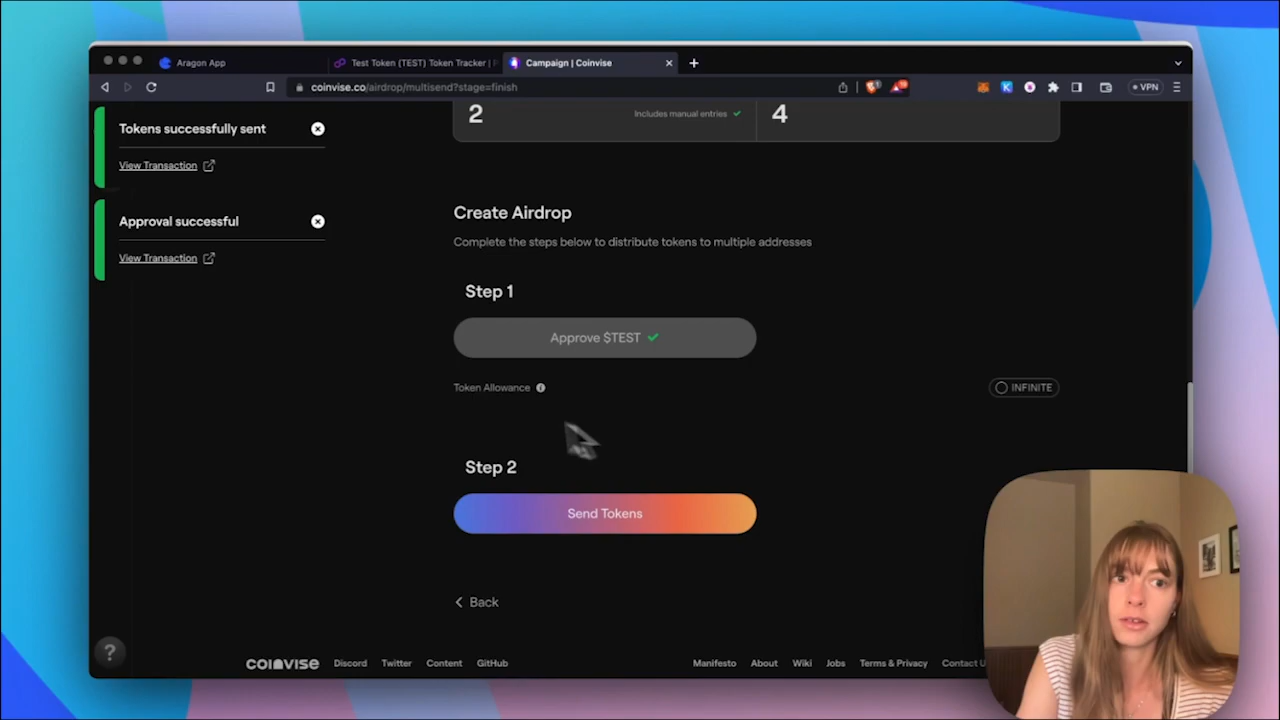 Aragon App
Test Token (TEST) Token Tracker |
Campaign | Coinvise
coinvise.co/airdrop/multisend?stage=finish
VPN
Tokens successfully sent
View Transaction
Approval successful
View Transaction
2
Includes manual entries
4
Create Airdrop
Complete the steps below to distribute tokens to multiple addresses
Step 1
Approve $TEST
Token Allowance
INFINITE
Step 2
Send Tokens
Back
?
coinvise
Discord
Twitter
Content
GitHub
Manifesto
About
Wiki
Jobs
Terms & Privacy
Contact U